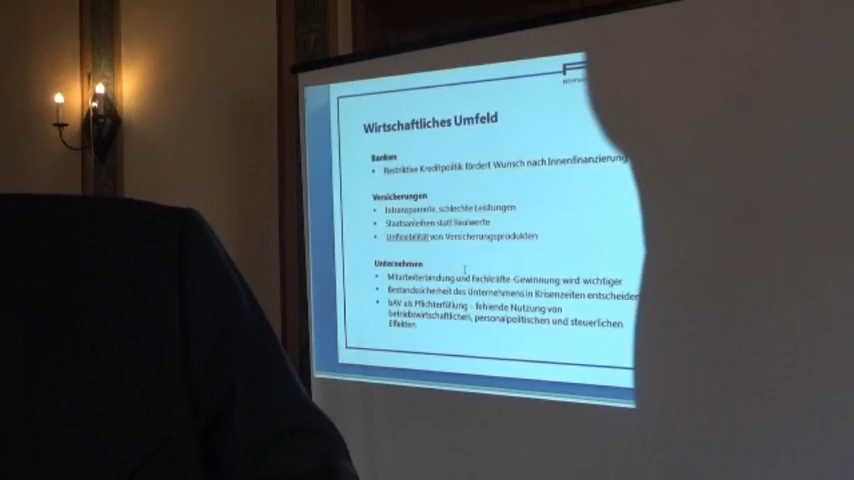 Wirtschaftliches Umfeld
Banken
• Restriktive Kreditpolitik fördert Wunsch nach Innenfinanzierung
Versicherungen
• Intransparente, schlechte Leistungen
• Staatsanleihen statt Realwerte
• Unflexibilität von Versicherungsprodukten
Unternehmen
• Mitarbeiterbindung und Fachkräfte-Gewinnung wird wichtiger
• Bestandssicherheit des Unternehmens in Krisenzeiten entscheiden
• bAV als Pflichterfüllung - fehlende Nutzung von
betriebswirtschaftlichen, personalpolitischen und steuerlichen
Effekten